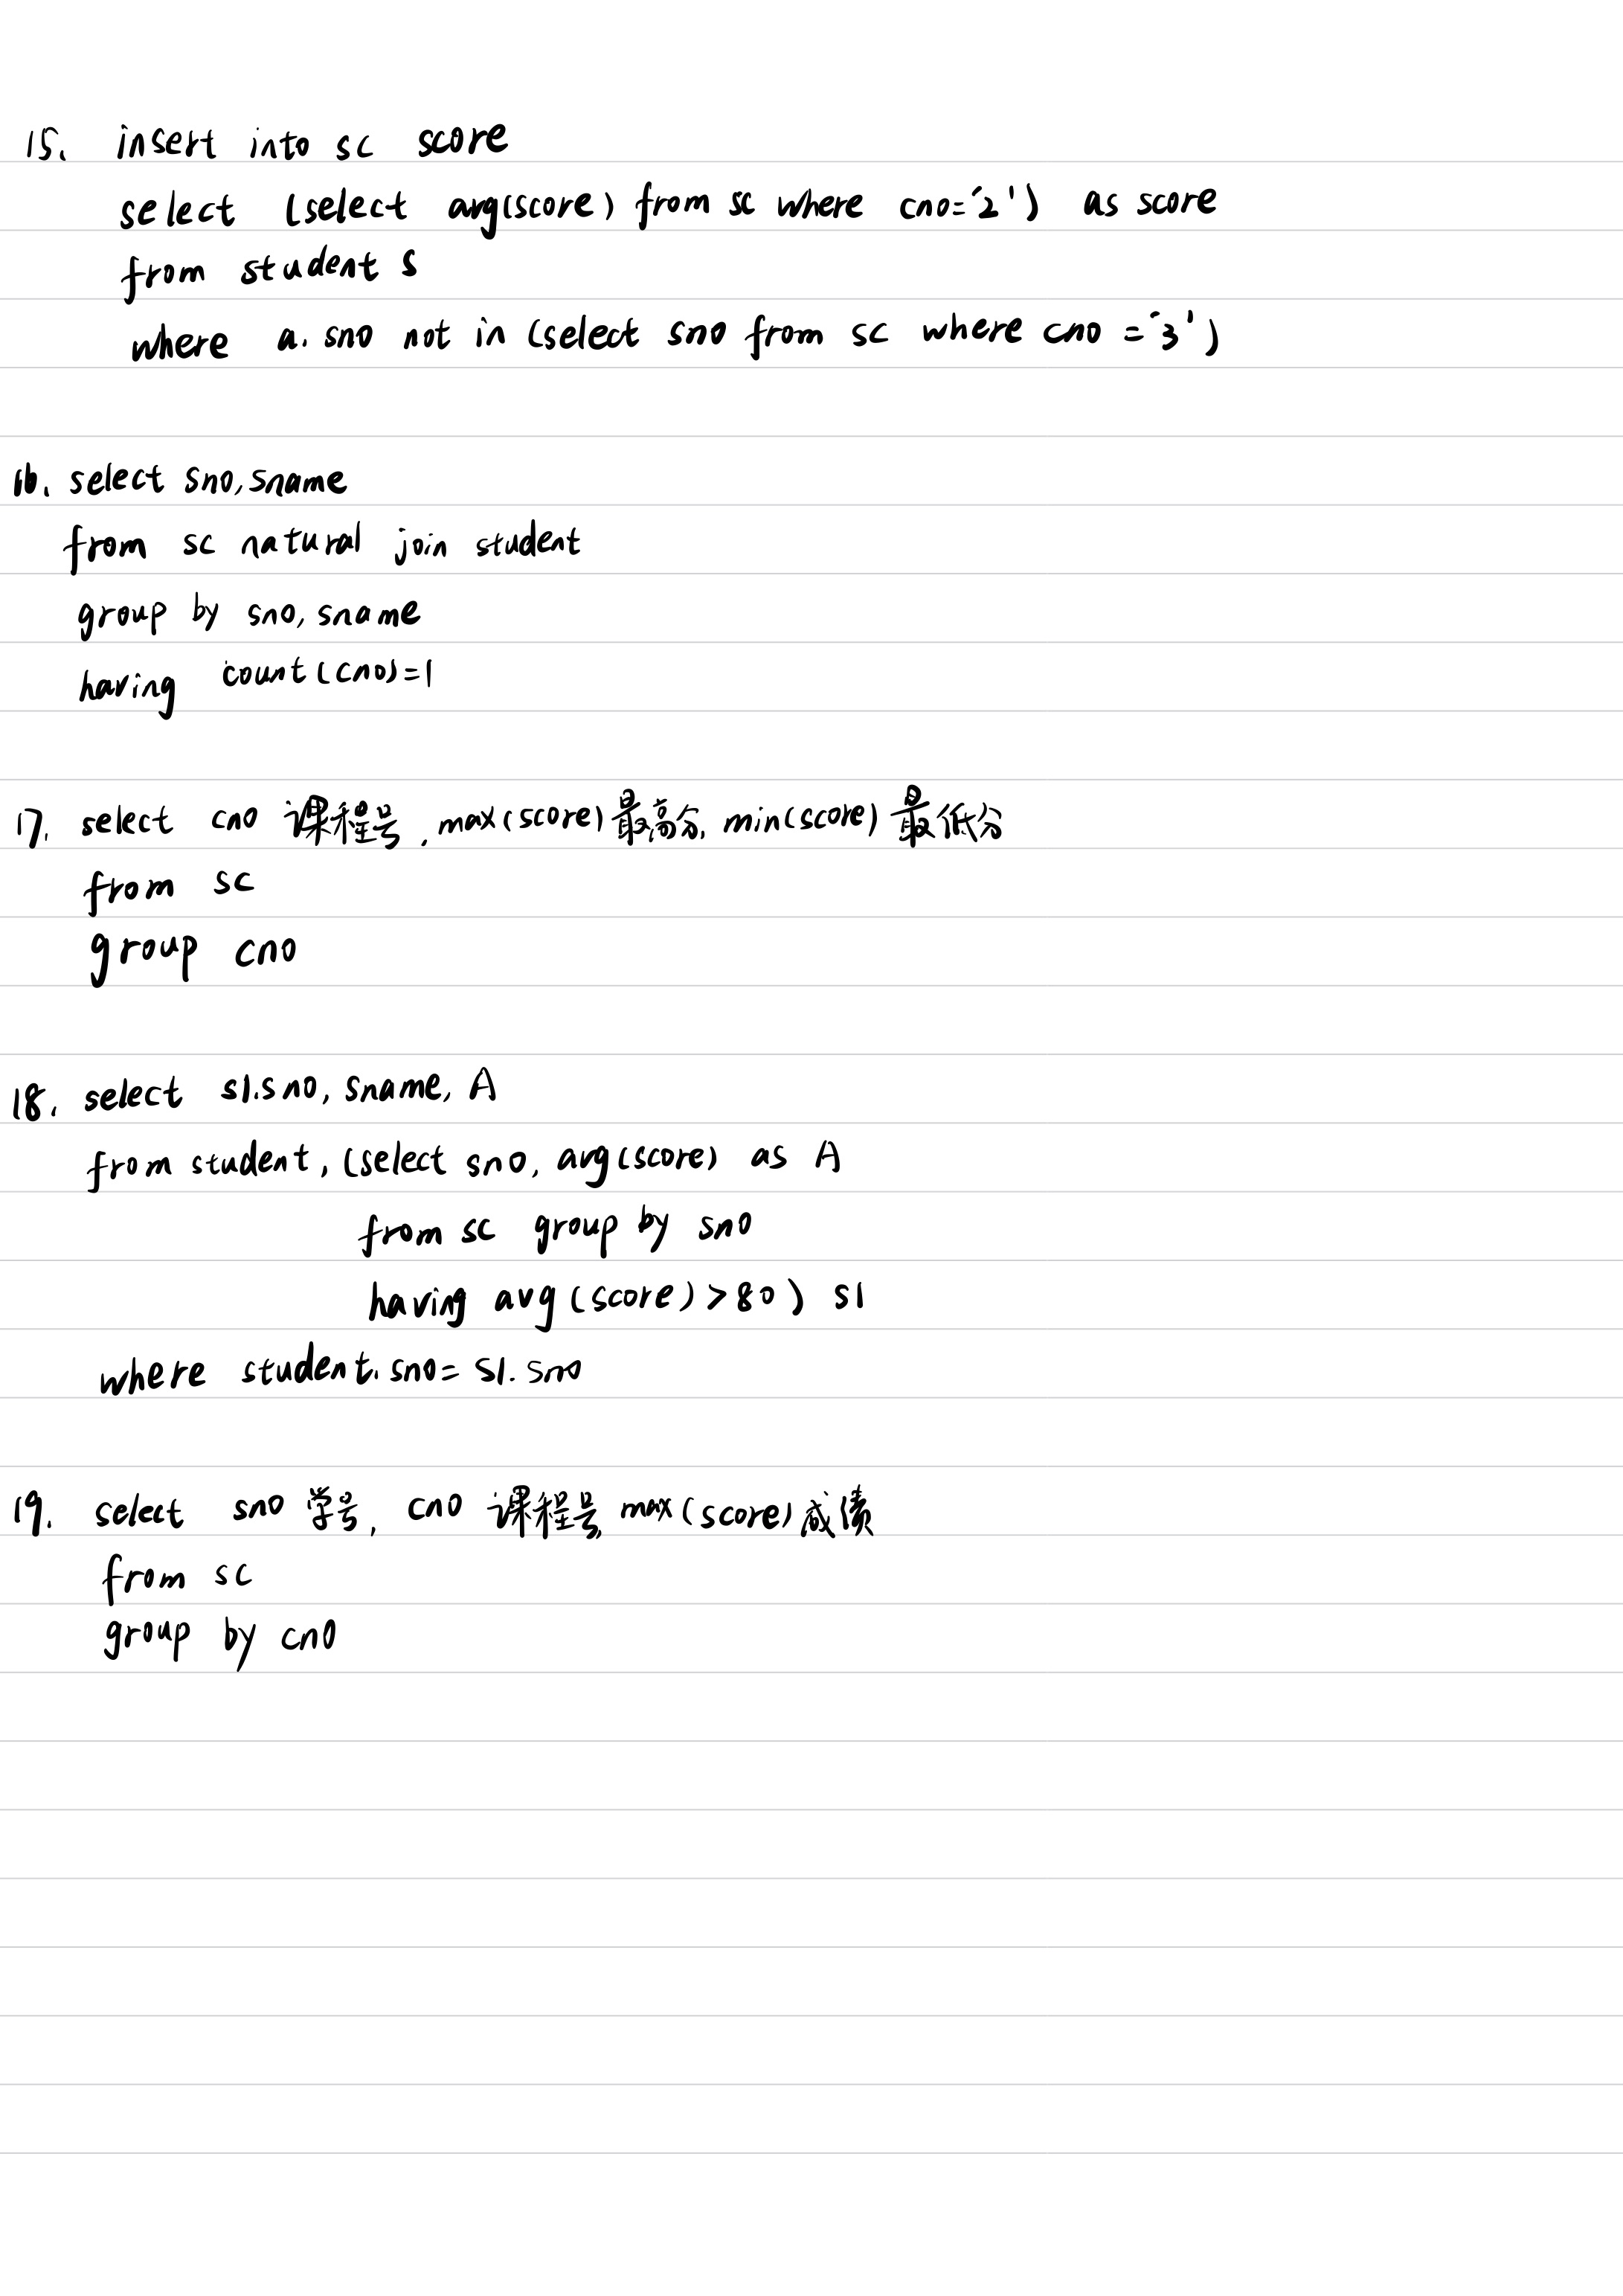 15. insert into sc score
select (select avg(score) from sc where cno='2') as score
from student s
where a.sno not in (select sno from sc where cno='3')
16. select sno,sname
from sc natural join student
group by sno,sname
having count(cno)=1
17. select cno 课程号,max(score)最高分,min(score)最低分
from sc
group cno
18. select s1.sno,sname,A
from student,(select sno,avg(score) as A
from sc group by sno
having avg(score)>80) s1
where student.sno=s1.sno
19. select sno 学号,cno 课程号,max(score)成绩
from sc
group by cno